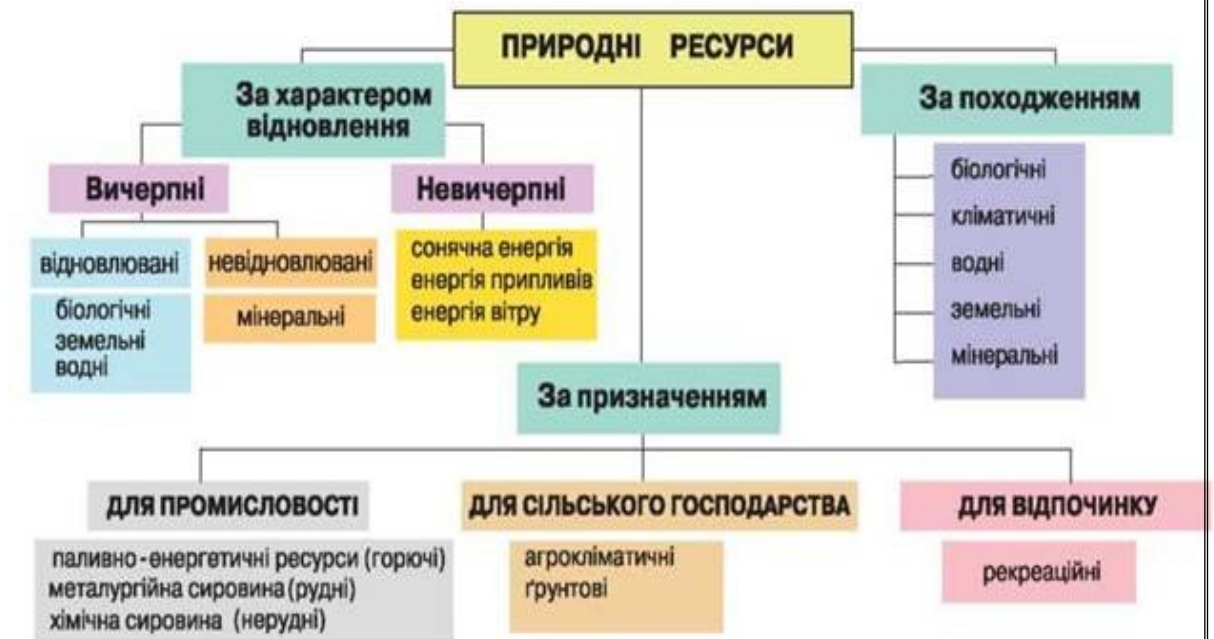 ПРИРОДНІ РЕСУРСИ
За характером
відновлення
Вичерпні
Невичерпні
відновлювані
невідновлювані
біологічні
земельні
водні
мінеральні
сонячна енергія
енергія припливів
енергія вітру
За походженням
біологічні
кліматичні
водні
земельні
мінеральні
За призначенням
ДЛЯ ПРОМИСЛОВОСТІ
паливно-енергетичні ресурси (горючі)
металургійна сировина (рудні)
хімічна сировина (нерудні)
ДЛЯ СІЛЬСЬКОГО ГОСПОДАРСТВА
агрокліматичні
ґрунтові
ДЛЯ ВІДПОЧИНКУ
рекреаційні